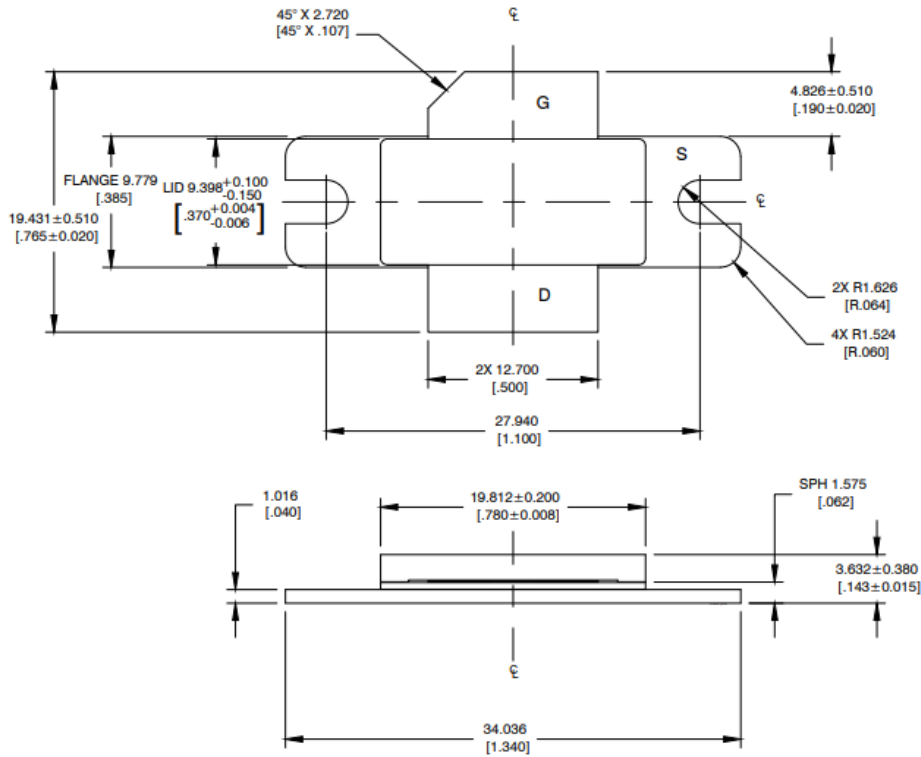 45° X 2.720
[45° X .107]
℄
4.826±0.510
[.190±0.020]
G
S
FLANGE 9.779
[.385]
LID 9.398+0.100
-0.150
[.370+0.004
-0.006]
19.431±0.510
[.765±0.020]
℄
D
2X R1.626
[R.064]
4X R1.524
[R.060]
2X 12.700
[.500]
27.940
[1.100]
1.016
[.040]
19.812±0.200
[.780±0.008]
SPH 1.575
[.062]
3.632±0.380
[.143±0.015]
℄
34.036
[1.340]